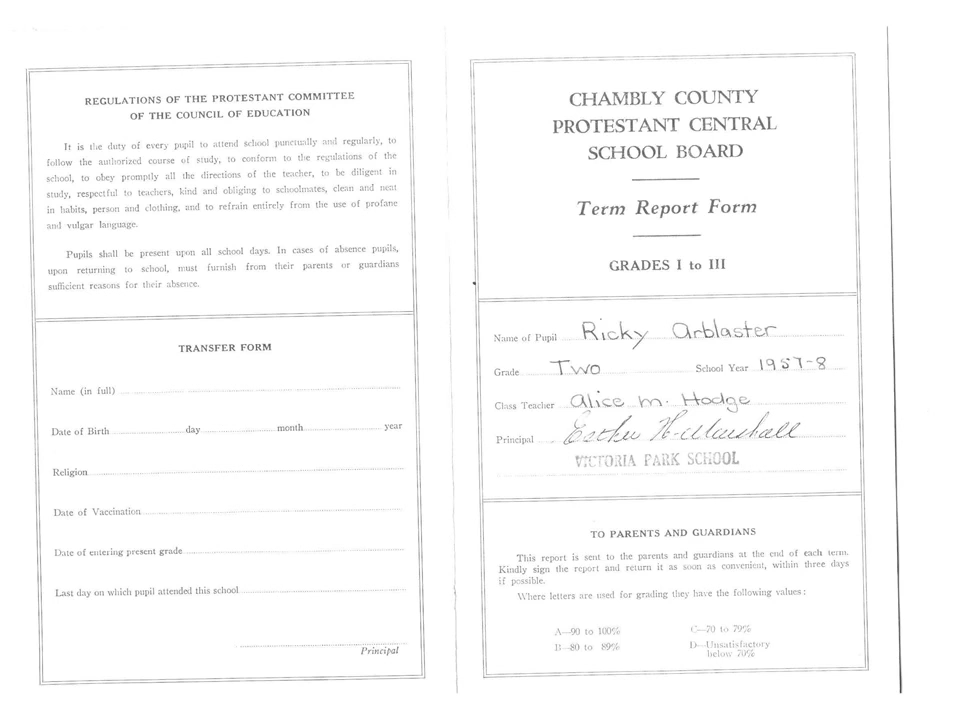 REGULATIONS OF THE PROTESTANT COMMITTEE
OF THE COUNCIL OF EDUCATION
It is the duty of every pupil to attend school punctually and regularly, to
follow the authorized course of study, to conform to the regulations of the
school, to obey promptly all the directions of the teacher, to be diligent in
study, respectful to teachers, kind and obliging to schoolmates, clean and neat
in habits, person and clothing, and to refrain entirely from the use of profane
and vulgar language.
Pupils shall be present upon all school days. In cases of absence pupils,
upon returning to school, must furnish from their parents or guardians
sufficient reasons for their absence.
TRANSFER FORM
Name (in full)
Date of Birth day month year
Religion
Date of Vaccination
Date of entering present grade
Last day on which pupil attended this school
Principal
CHAMBLY COUNTY
PROTESTANT CENTRAL
SCHOOL BOARD
Term Report Form
GRADES I to III
Name of Pupil Ricky Arblaster
Grade Two School Year 1957-8
Class Teacher Alice M. Hodge
Principal Esther H. Marshall
VICTORIA PARK SCHOOL
TO PARENTS AND GUARDIANS
This report is sent to the parents and guardians at the end of each term.
Kindly sign the report and return it as soon as convenient, within three days
if possible.
Where letters are used for grading they have the following values :
A—90 to 100% C—70 to 79%
B—80 to 89% D—Unsatisfactory
below 70%